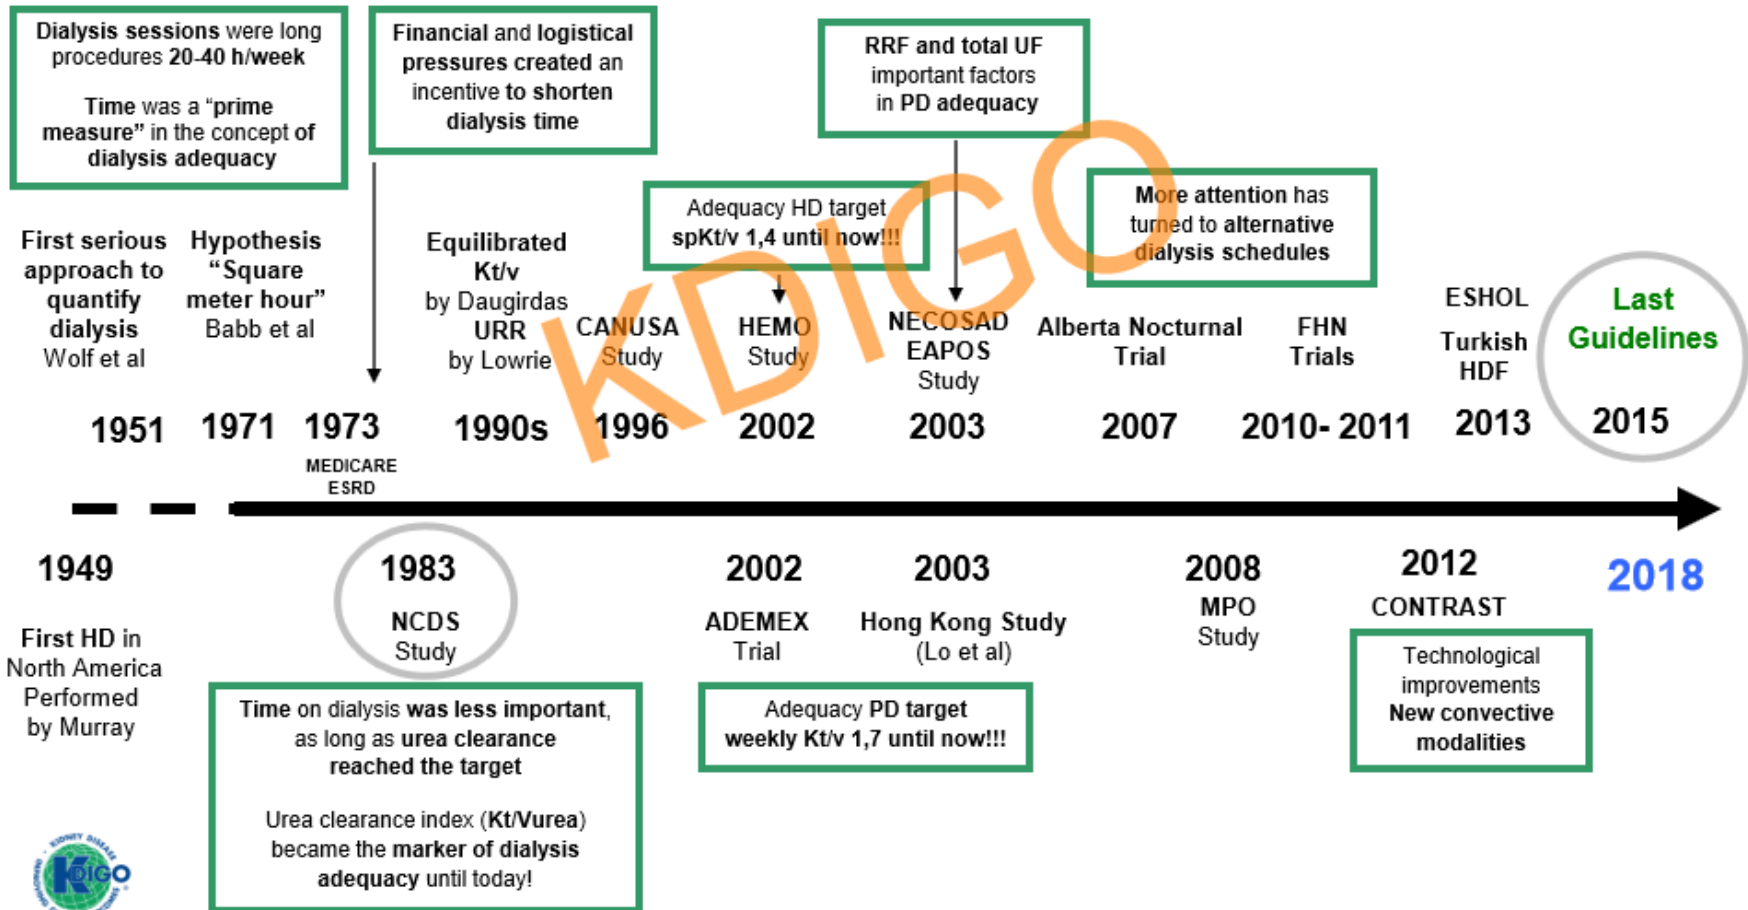 Dialysis sessions were long
procedures 20-40 h/week
Time was a “prime
measure” in the concept of
dialysis adequacy
Financial and logistical
pressures created an
incentive to shorten
dialysis time
RRF and total UF
important factors
in PD adequacy
Adequacy HD target
spKt/v 1,4 until now!!!
More attention has
turned to alternative
dialysis schedules
First serious
approach to
quantify
dialysis
Wolf et al
Hypothesis
“Square
meter hour”
Babb et al
Equilibrated
Kt/v
by Daugirdas
URR
by Lowrie
CANUSA
Study
HEMO
Study
NECOSAD
EAPOS
Study
Alberta Nocturnal
Trial
FHN
Trials
ESHOL
Turkish
HDF
Last
Guidelines
KDIGO
1951
1971
1973
1990s
1996
2002
2003
2007
2010- 2011
2013
2015
MEDICARE
ESRD
1949
First HD in
North America
Performed
by Murray
1983
NCDS
Study
Time on dialysis was less important,
as long as urea clearance
reached the target
Urea clearance index (Kt/Vurea)
became the marker of dialysis
adequacy until today!
2002
ADEMEX
Trial
2003
Hong Kong Study
(Lo et al)
Adequacy PD target
weekly Kt/v 1,7 until now!!!
2008
MPO
Study
2012
CONTRAST
Technological
improvements
New convective
modalities
2018
KIDNEY DISEASE
KDIGO